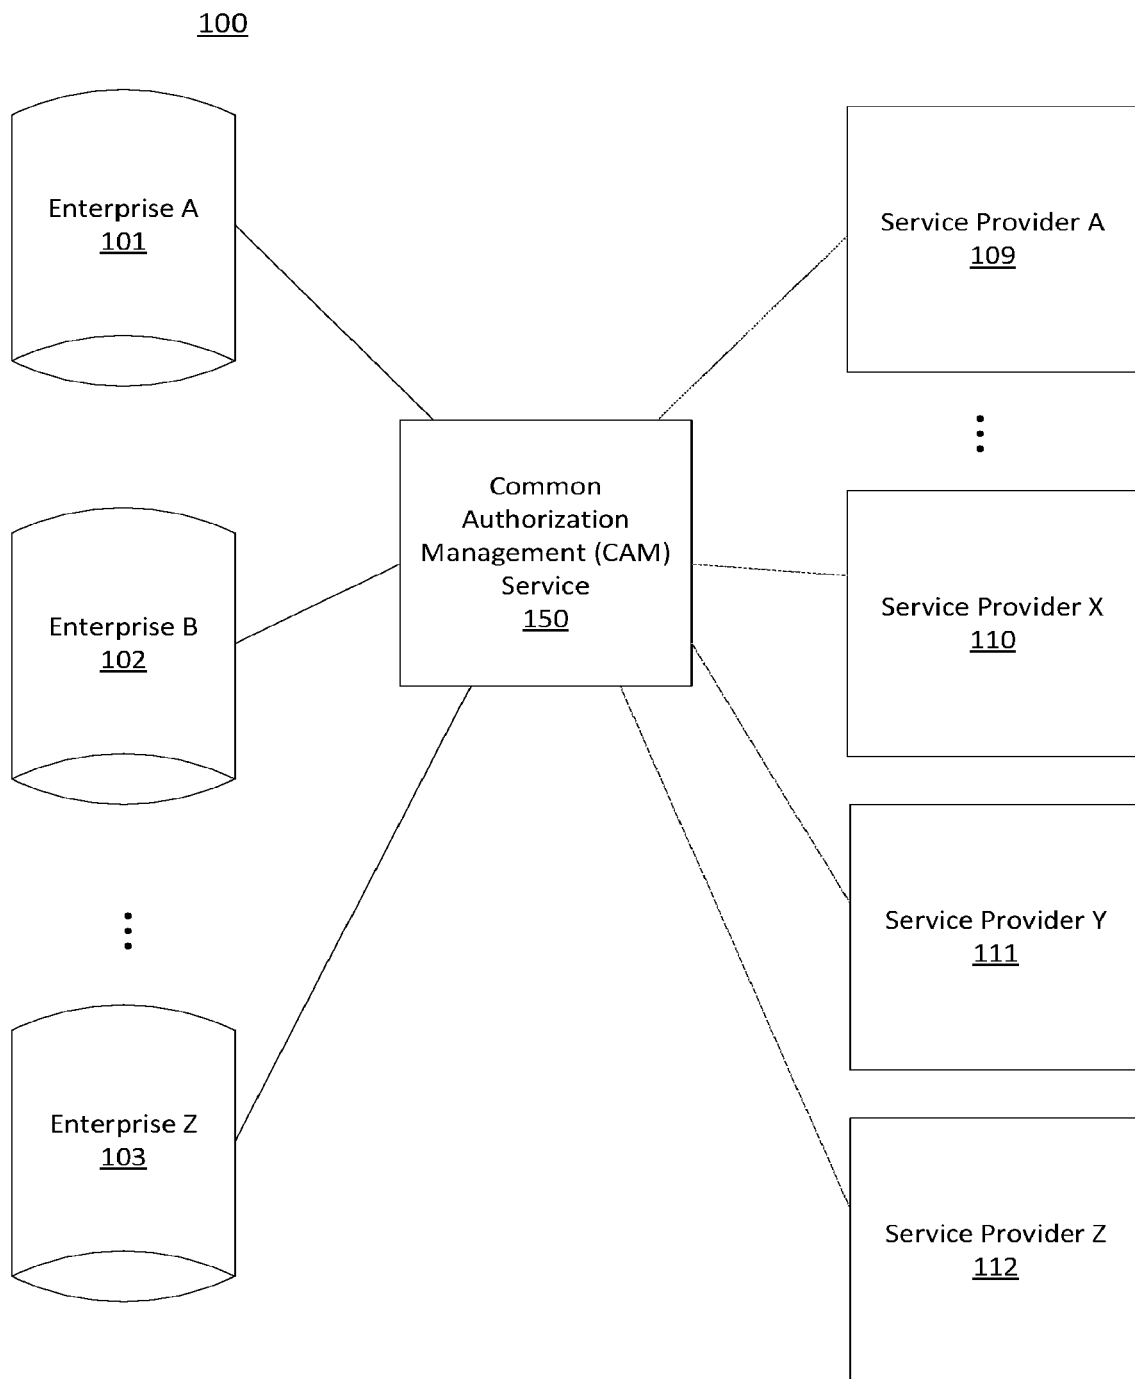 100
Enterprise A
101
Enterprise B
102
Enterprise Z
103
Common
Authorization
Management (CAM)
Service
150
Service Provider A
109
Service Provider X
110
Service Provider Y
111
Service Provider Z
112